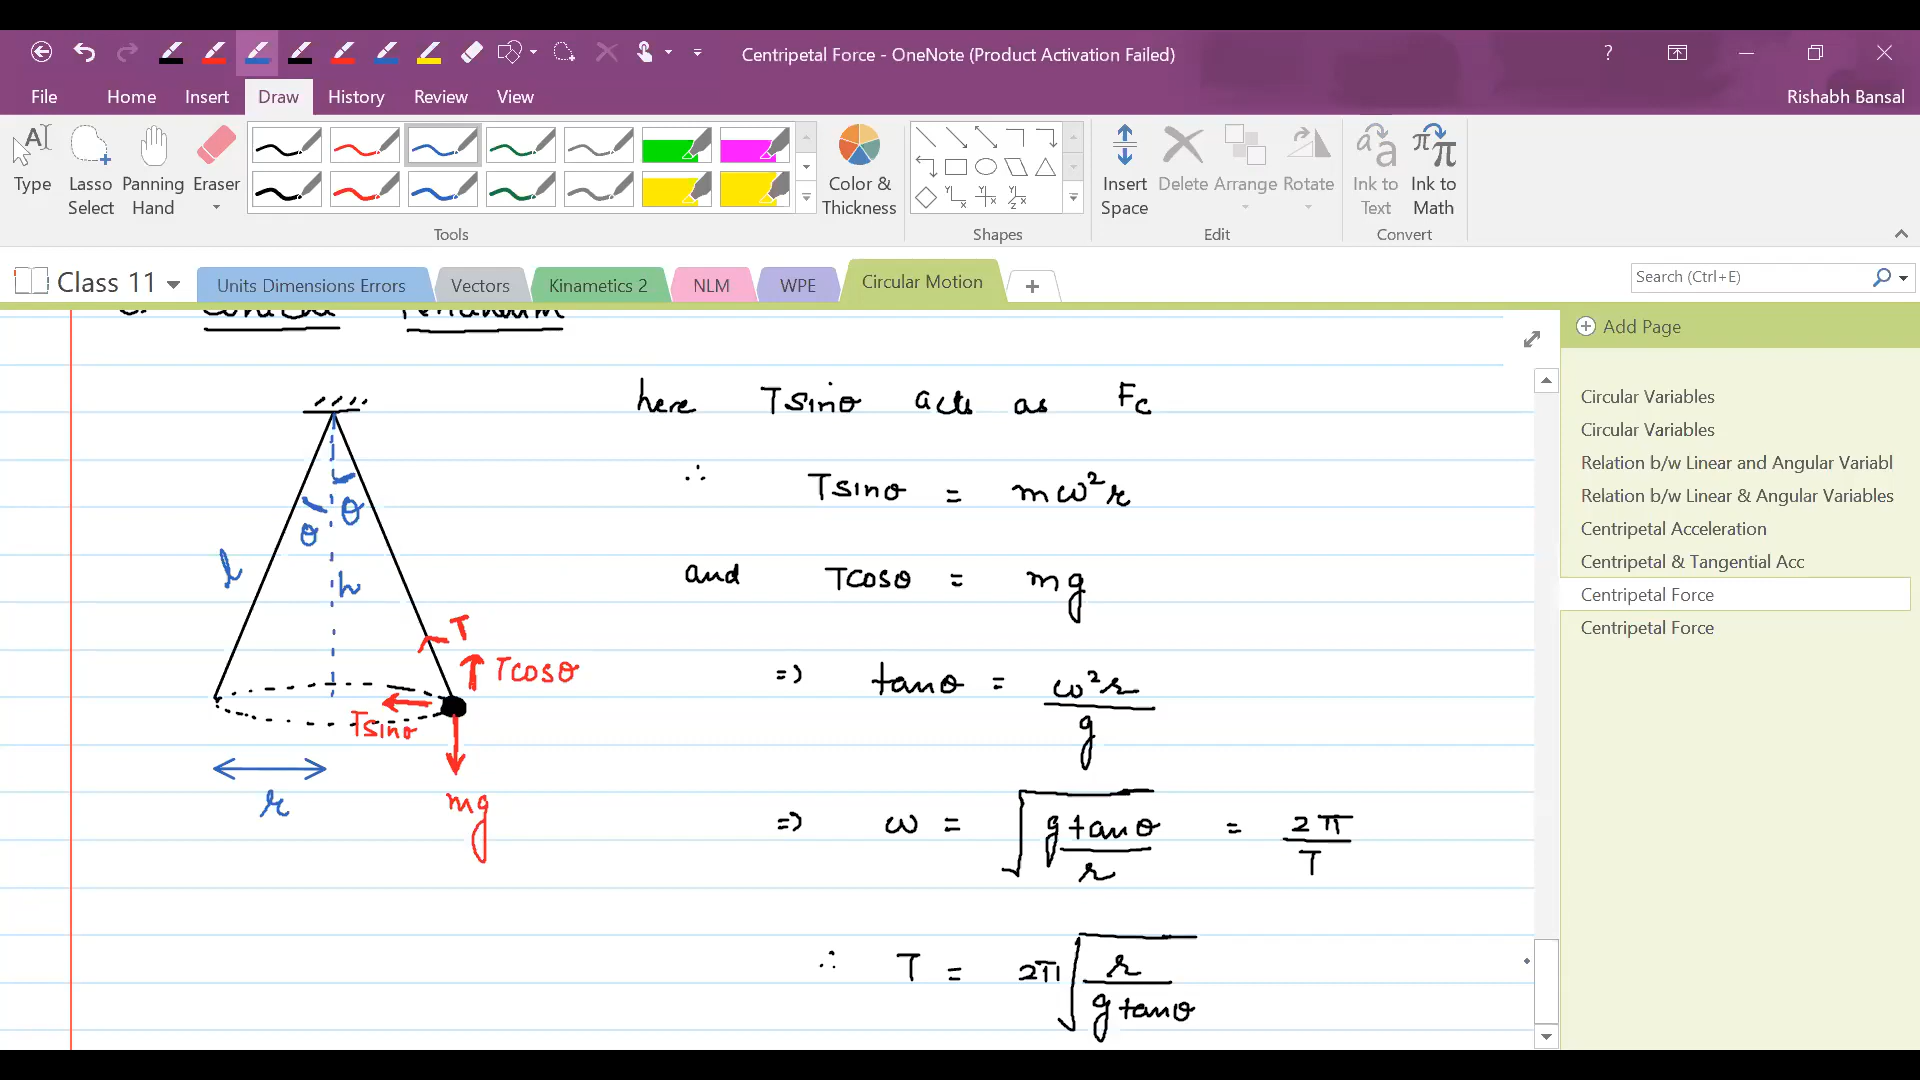 Centripetal Force - OneNote (Product Activation Failed)
?
File Home Insert Draw History Review View
Rishabh Bansal
Type
Lasso Select
Panning Hand
Eraser
Color & Thickness
Insert Space
Delete
Arrange
Rotate
Ink to Text
Ink to Math
Tools
Shapes
Edit
Convert
Class 11
Units Dimensions Errors
Vectors
Kinametics 2
NLM
WPE
Circular Motion
Search (Ctrl+E)
Add Page
Circular Variables
Circular Variables
Relation b/w Linear and Angular Variabl
Relation b/w Linear & Angular Variables
Centripetal Acceleration
Centripetal & Tangential Acc
Centripetal Force
Centripetal Force
Conical Pendulum
θ
θ
l
h
T
Tcosθ
Tsinθ
r
mg
here Tsinθ acts as Fc
∴ Tsinθ = mω²r
and Tcosθ = mg
=> tanθ = ω²r / g
=> ω = √(g tanθ / r) = 2π / T
∴ T = 2π √(r / g tanθ)